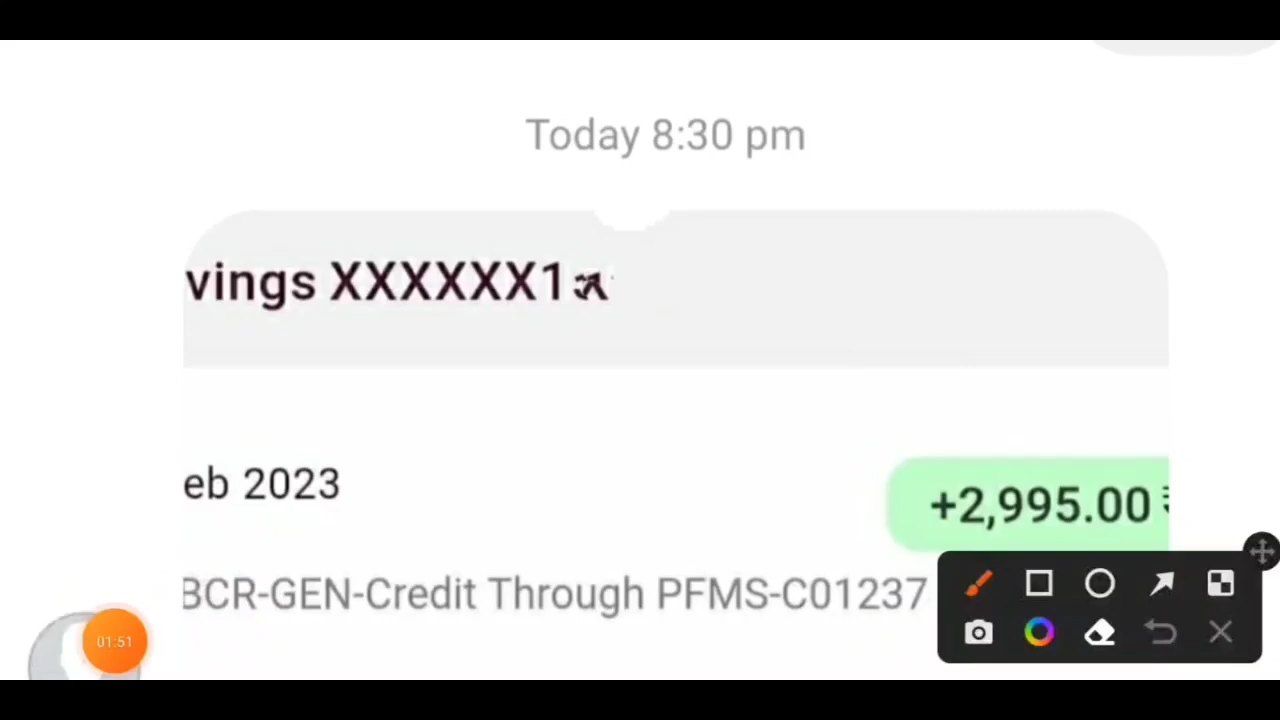 Today 8:30 pm
vings XXXXXX1
eb 2023
+2,995.00
BCR-GEN-Credit Through PFMS-C01237
01:51